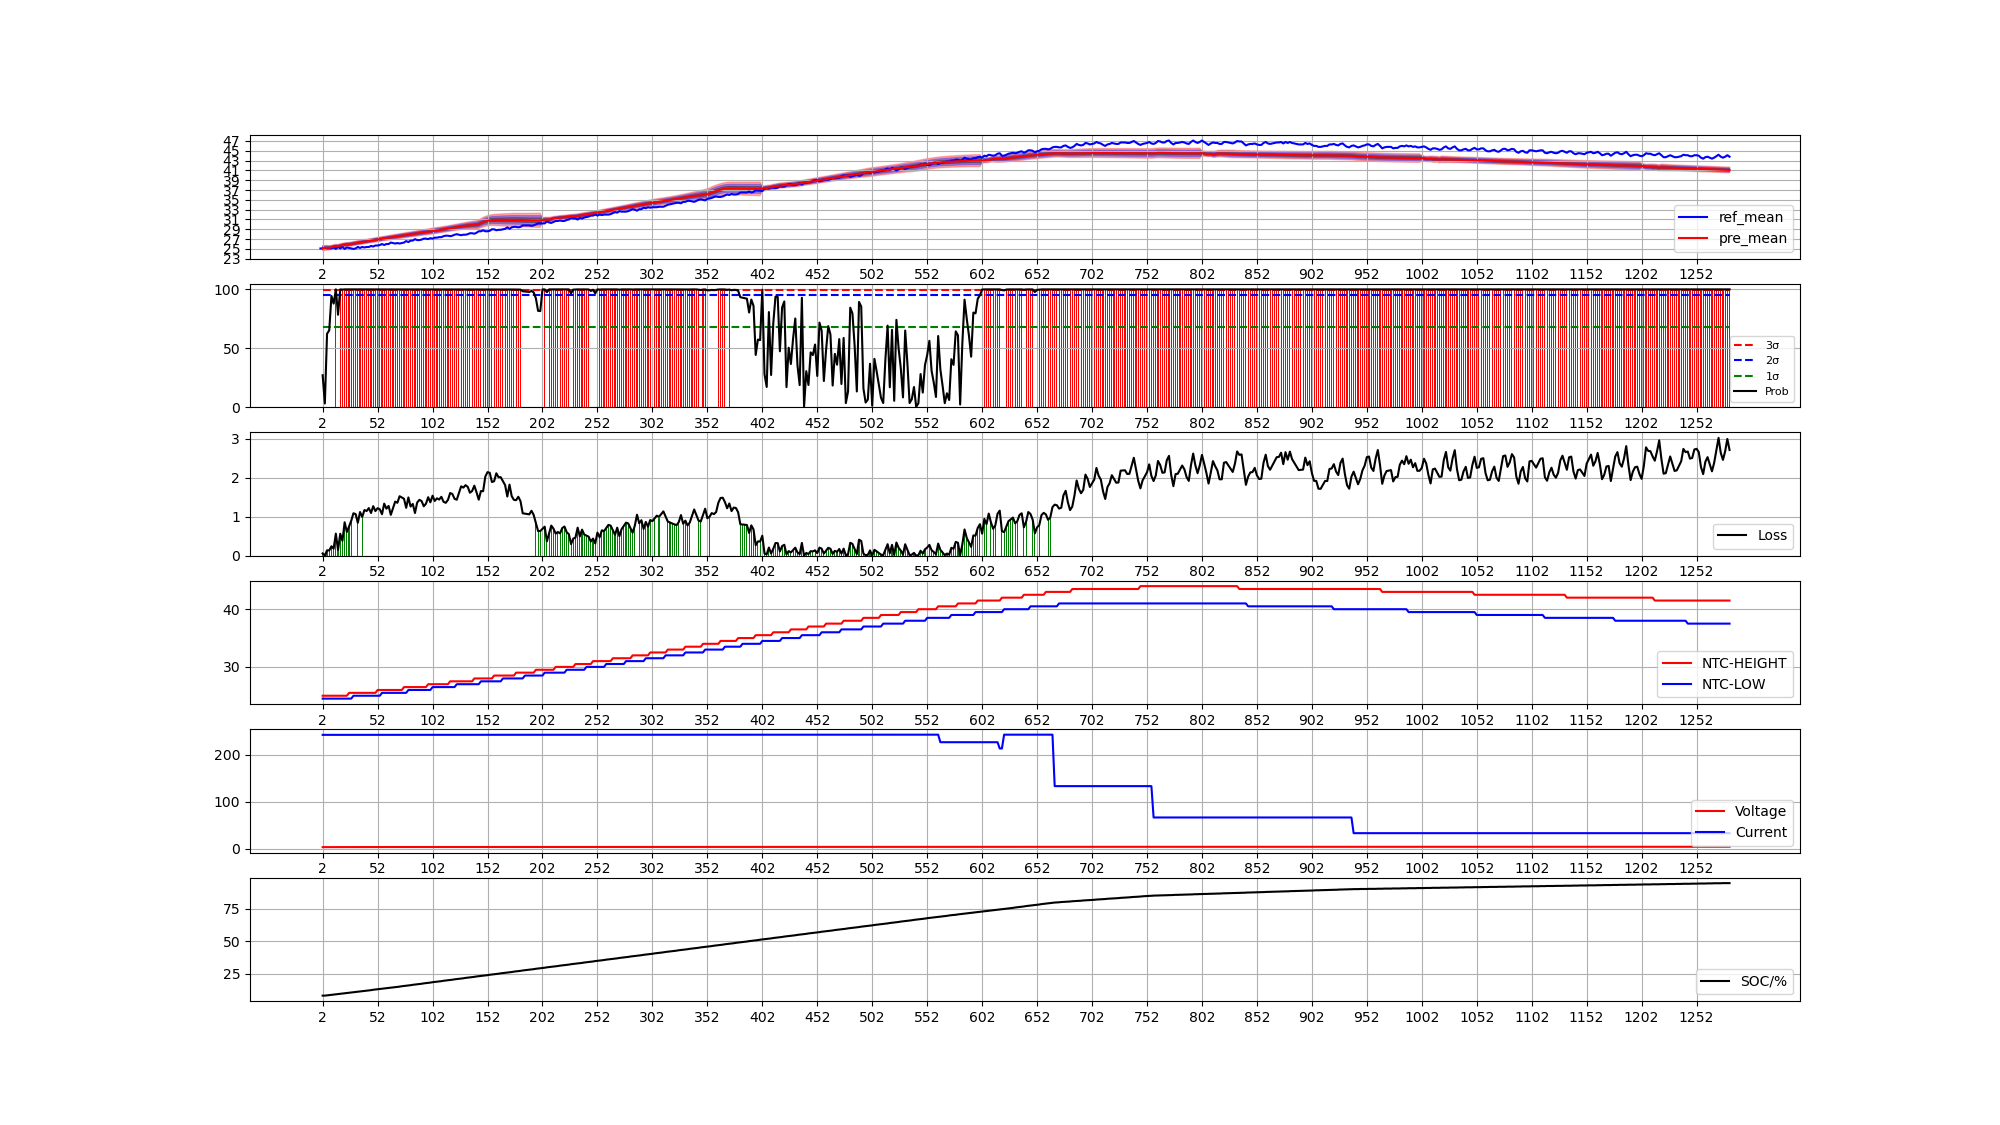 47
45
43
41
39
37
35
33
31
29
27
25
23
ref_mean
pre_mean
2 52 102 152 202 252 302 352 402 452 502 552 602 652 702 752 802 852 902 952 1002 1052 1102 1152 1202 1252
100
50
0
3σ
2σ
1σ
Prob
2 52 102 152 202 252 302 352 402 452 502 552 602 652 702 752 802 852 902 952 1002 1052 1102 1152 1202 1252
3
2
1
0
Loss
2 52 102 152 202 252 302 352 402 452 502 552 602 652 702 752 802 852 902 952 1002 1052 1102 1152 1202 1252
40
30
NTC-HEIGHT
NTC-LOW
2 52 102 152 202 252 302 352 402 452 502 552 602 652 702 752 802 852 902 952 1002 1052 1102 1152 1202 1252
200
100
0
Voltage
Current
2 52 102 152 202 252 302 352 402 452 502 552 602 652 702 752 802 852 902 952 1002 1052 1102 1152 1202 1252
75
50
25
SOC/%
2 52 102 152 202 252 302 352 402 452 502 552 602 652 702 752 802 852 902 952 1002 1052 1102 1152 1202 1252